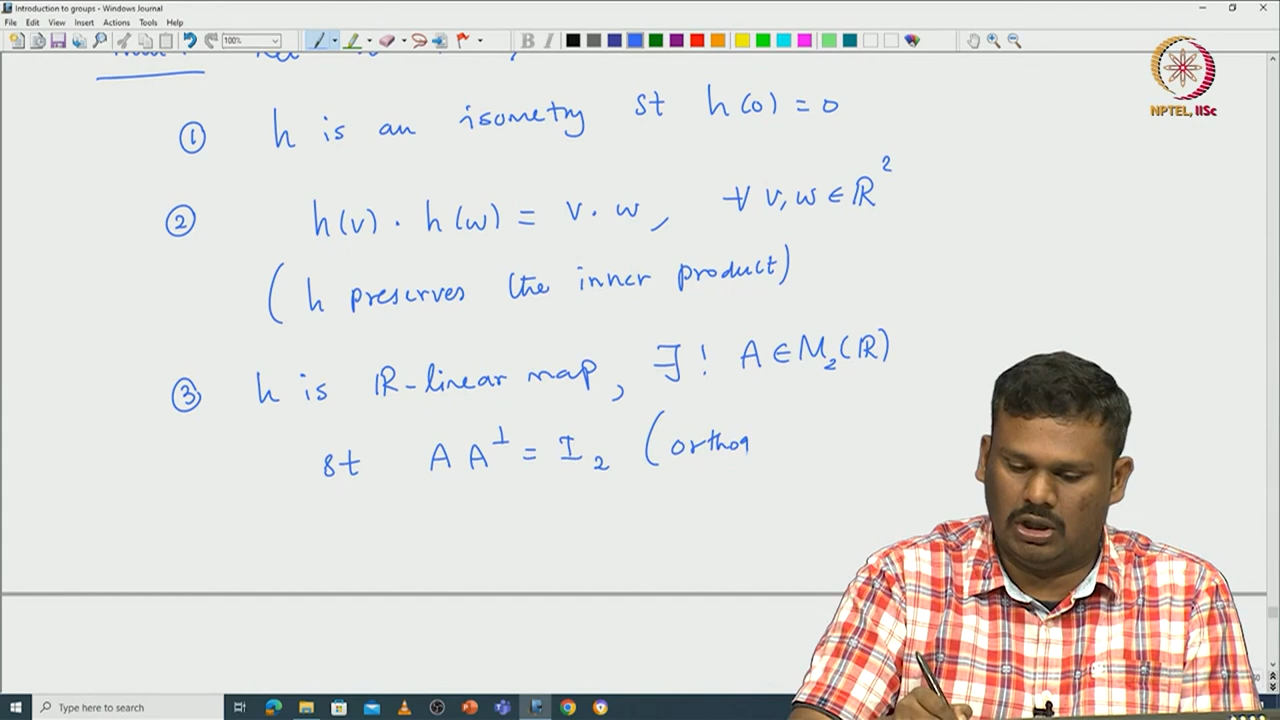 Introduction to groups - Windows Journal
File Edit View Insert Actions Tools Help
100%
B I
NPTEL, IISc
① h is an isometry st h(0) = 0
② h(v) · h(w) = v · w, ∀ v, w ∈ ℝ²
(h preserves the inner product)
③ h is ℝ-linear map, ∃! A ∈ M₂(ℝ)
st A A^⊥ = I₂ (orthog
Type here to search